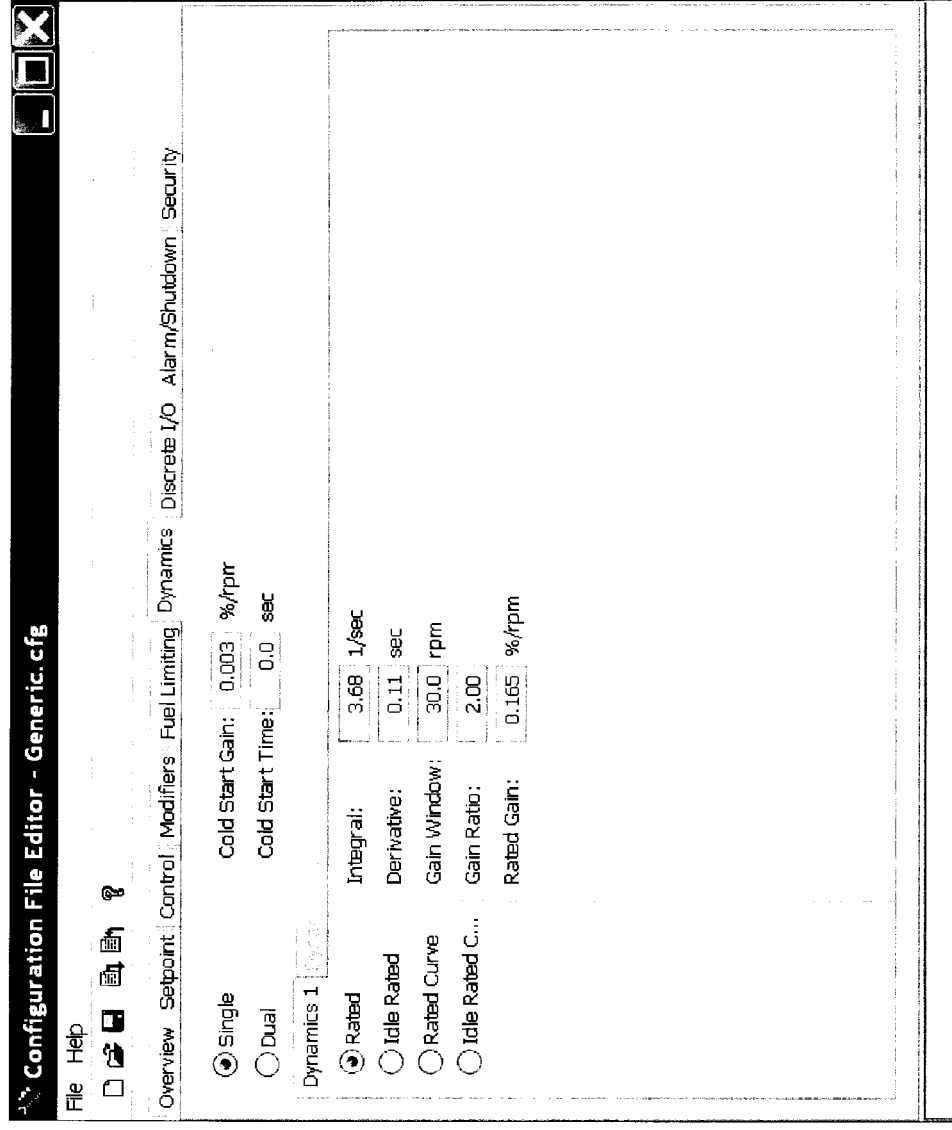 Configuration File Editor - Generic.cfg
File Help
Overview Setpoint Control Modifiers Fuel Limiting Dynamics Discrete I/O Alarm/Shutdown Security
Single Cold Start Gain: 0.003 %/rpm
Dual Cold Start Time: 0.0 sec
Dynamics 1
Rated Integral: 3.68 1/sec
Idle Rated Derivative: 0.11 sec
Rated Curve Gain Window: 30.0 rpm
Idle Rated C... Gain Ratio: 2.00
Rated Gain: 0.165 %/rpm